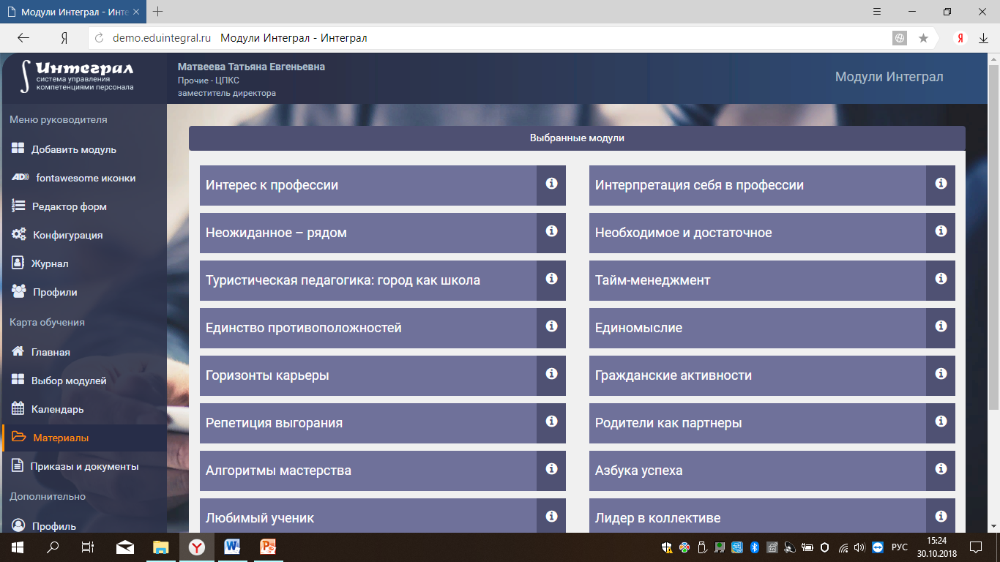 Модули Интеграл - Инте
demo.eduintegral.ru Модули Интеграл - Интеграл
Интеграл
система управления
компетенциями персонала
Матвеева Татьяна Евгеньевна
Прочие - ЦПКС
заместитель директора
Модули Интеграл
Меню руководителя
Добавить модуль
fontawesome иконки
Редактор форм
Конфигурация
Журнал
Профили
Карта обучения
Главная
Выбор модулей
Календарь
Материалы
Приказы и документы
Дополнительно
Профиль
Выбранные модули
Интерес к профессии
Интерпретация себя в профессии
Неожиданное – рядом
Необходимое и достаточное
Туристическая педагогика: город как школа
Тайм-менеджмент
Единство противоположностей
Единомыслие
Горизонты карьеры
Гражданские активности
Репетиция выгорания
Родители как партнеры
Алгоритмы мастерства
Азбука успеха
Любимый ученик
Лидер в коллективе
РУС
15:24
30.10.2018